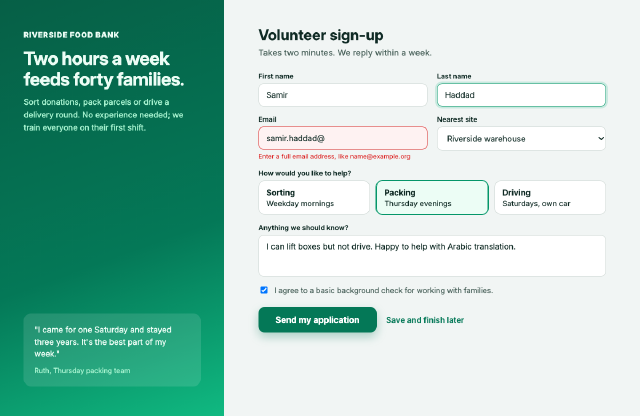 RIVERSIDE FOOD BANK
Two hours a week
feeds forty families.
Sort donations, pack parcels or drive a
delivery round. No experience needed; we
train everyone on their first shift.
"I came for one Saturday and stayed
three years. It's the best part of my
week."
Ruth, Thursday packing team
Volunteer sign-up
Takes two minutes. We reply within a week.
First name
Last name
Samir
Haddad
Email
Nearest site
samir.haddad@
Riverside warehouse
Enter a full email address, like name@example.org
How would you like to help?
Sorting
Weekday mornings
Packing
Thursday evenings
Driving
Saturdays, own car
Anything we should know?
I can lift boxes but not drive. Happy to help with Arabic translation.
I agree to a basic background check for working with families.
Send my application
Save and finish later